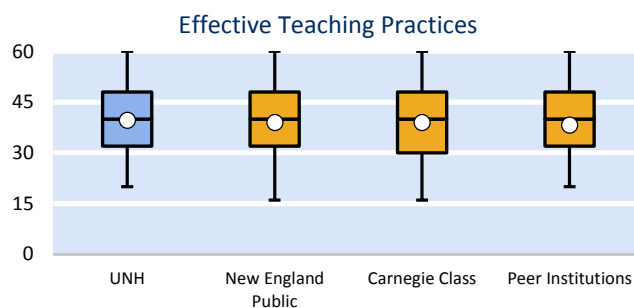 Effective Teaching Practices
60
45
30
15
0
UNH
New England
Public
Carnegie Class
Peer Institutions